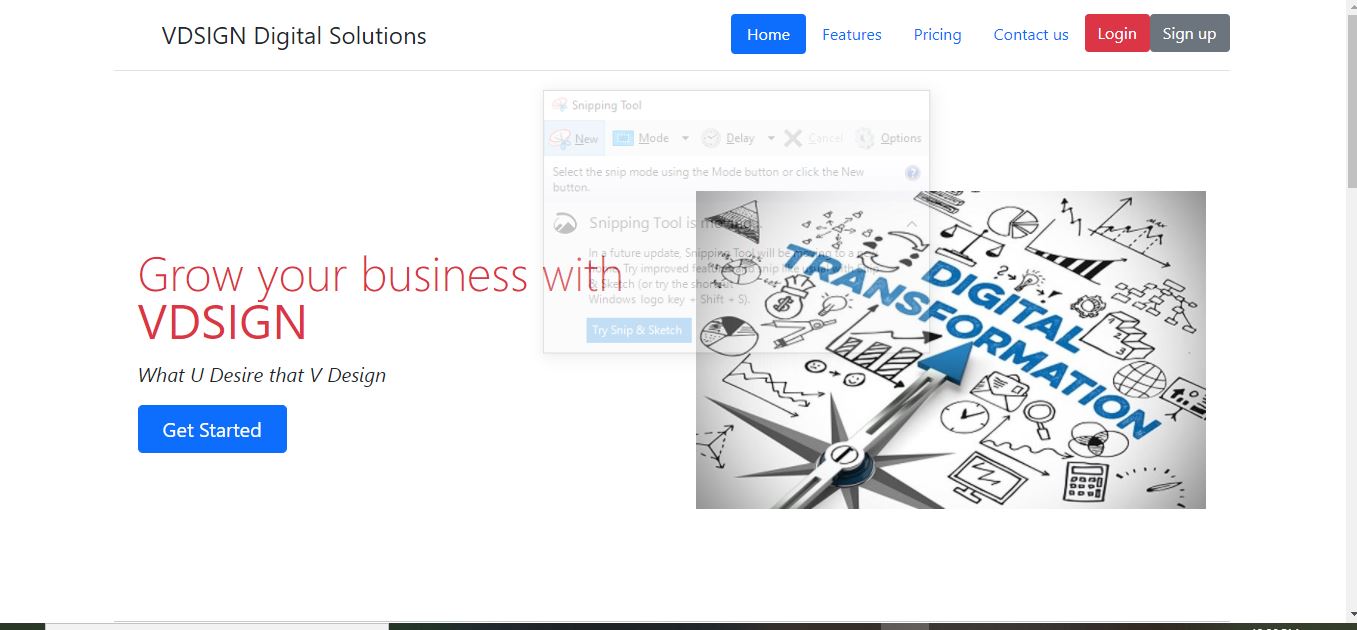 VDSIGN Digital Solutions
Home
Features
Pricing
Contact us
Login
Sign up
Snipping Tool
New
Mode
Delay
Cancel
Options
Select the snip mode using the Mode button or click the New
button.
Snipping Tool is moving...
In a future update, Snipping Tool will be moving to a new
home. Try improved features and snip like usual with Snip
& Sketch (or try the shortcut
Windows logo key + Shift + S).
Try Snip & Sketch
Grow your business with
VDSIGN
What U Desire that V Design
Get Started
DIGITAL
TRANSFORMATION